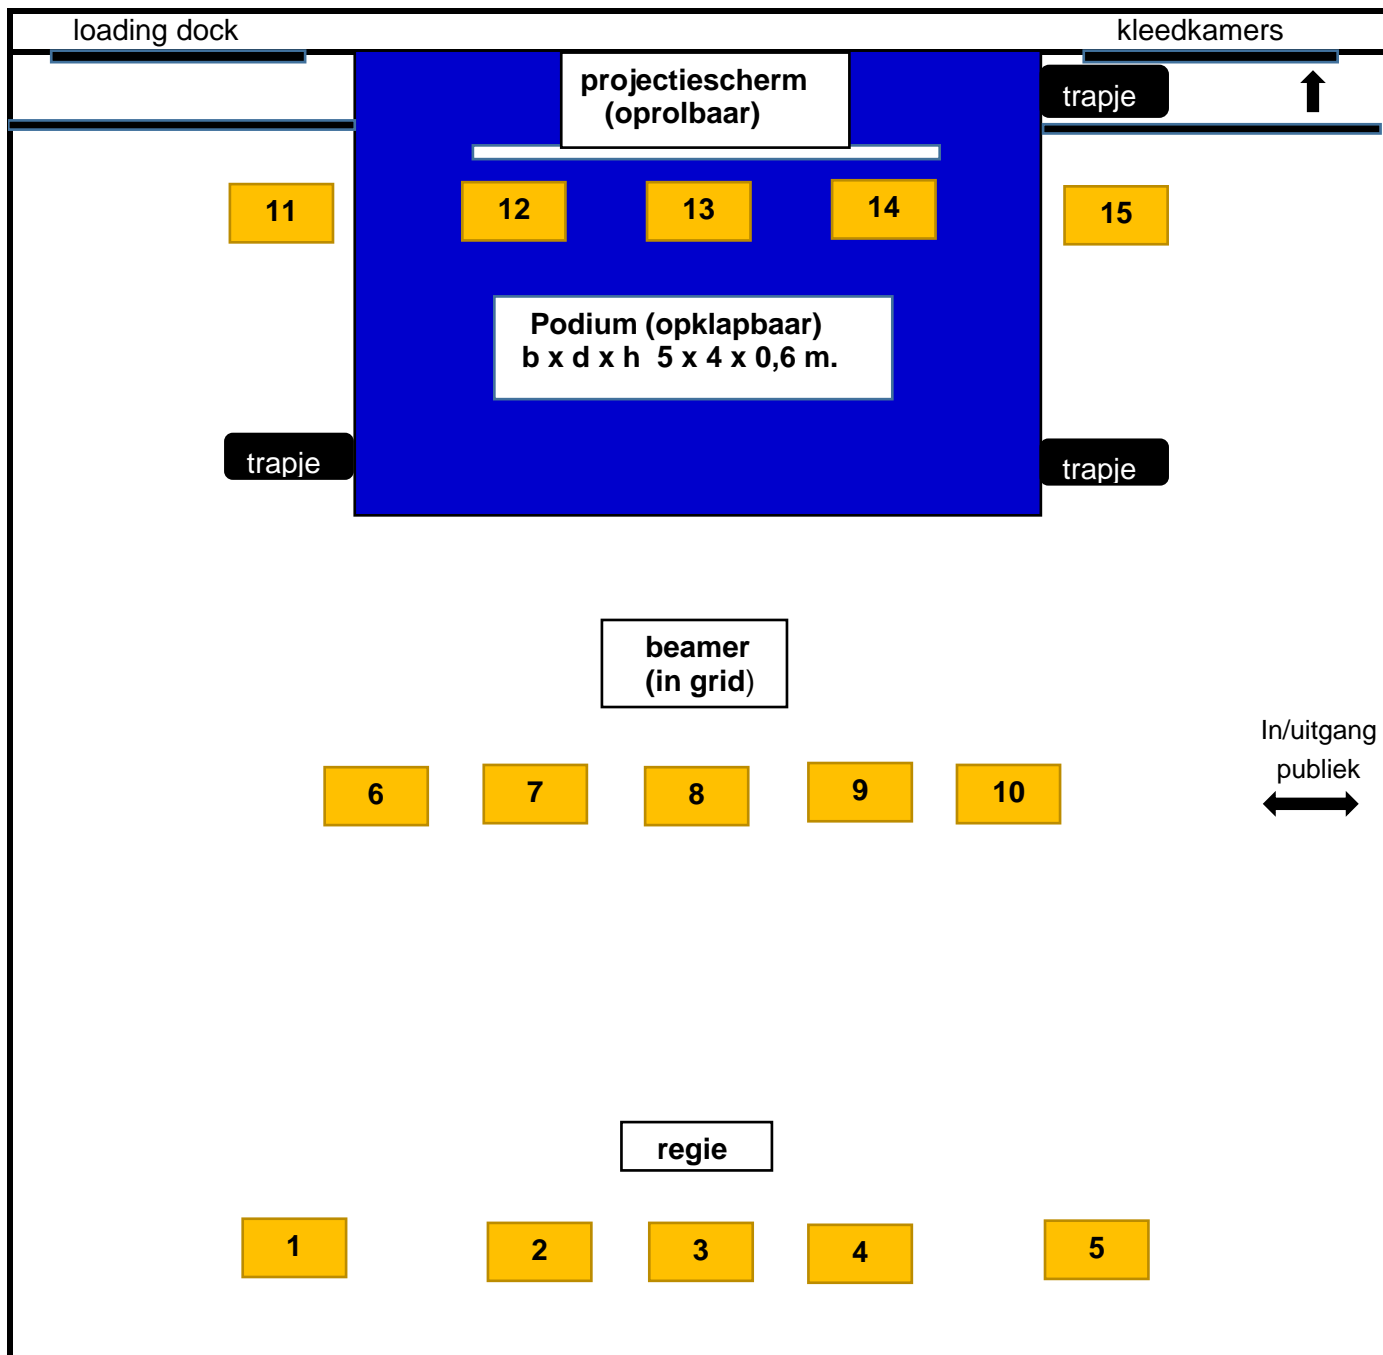 loading dock
kleedkamers
projectiescherm
(oprolbaar)
trapje
11
12
13
14
15
Podium (opklapbaar)
b x d x h  5 x 4 x 0,6 m.
trapje
trapje
beamer
(in grid)
In/uitgang
publiek
6
7
8
9
10
regie
1
2
3
4
5